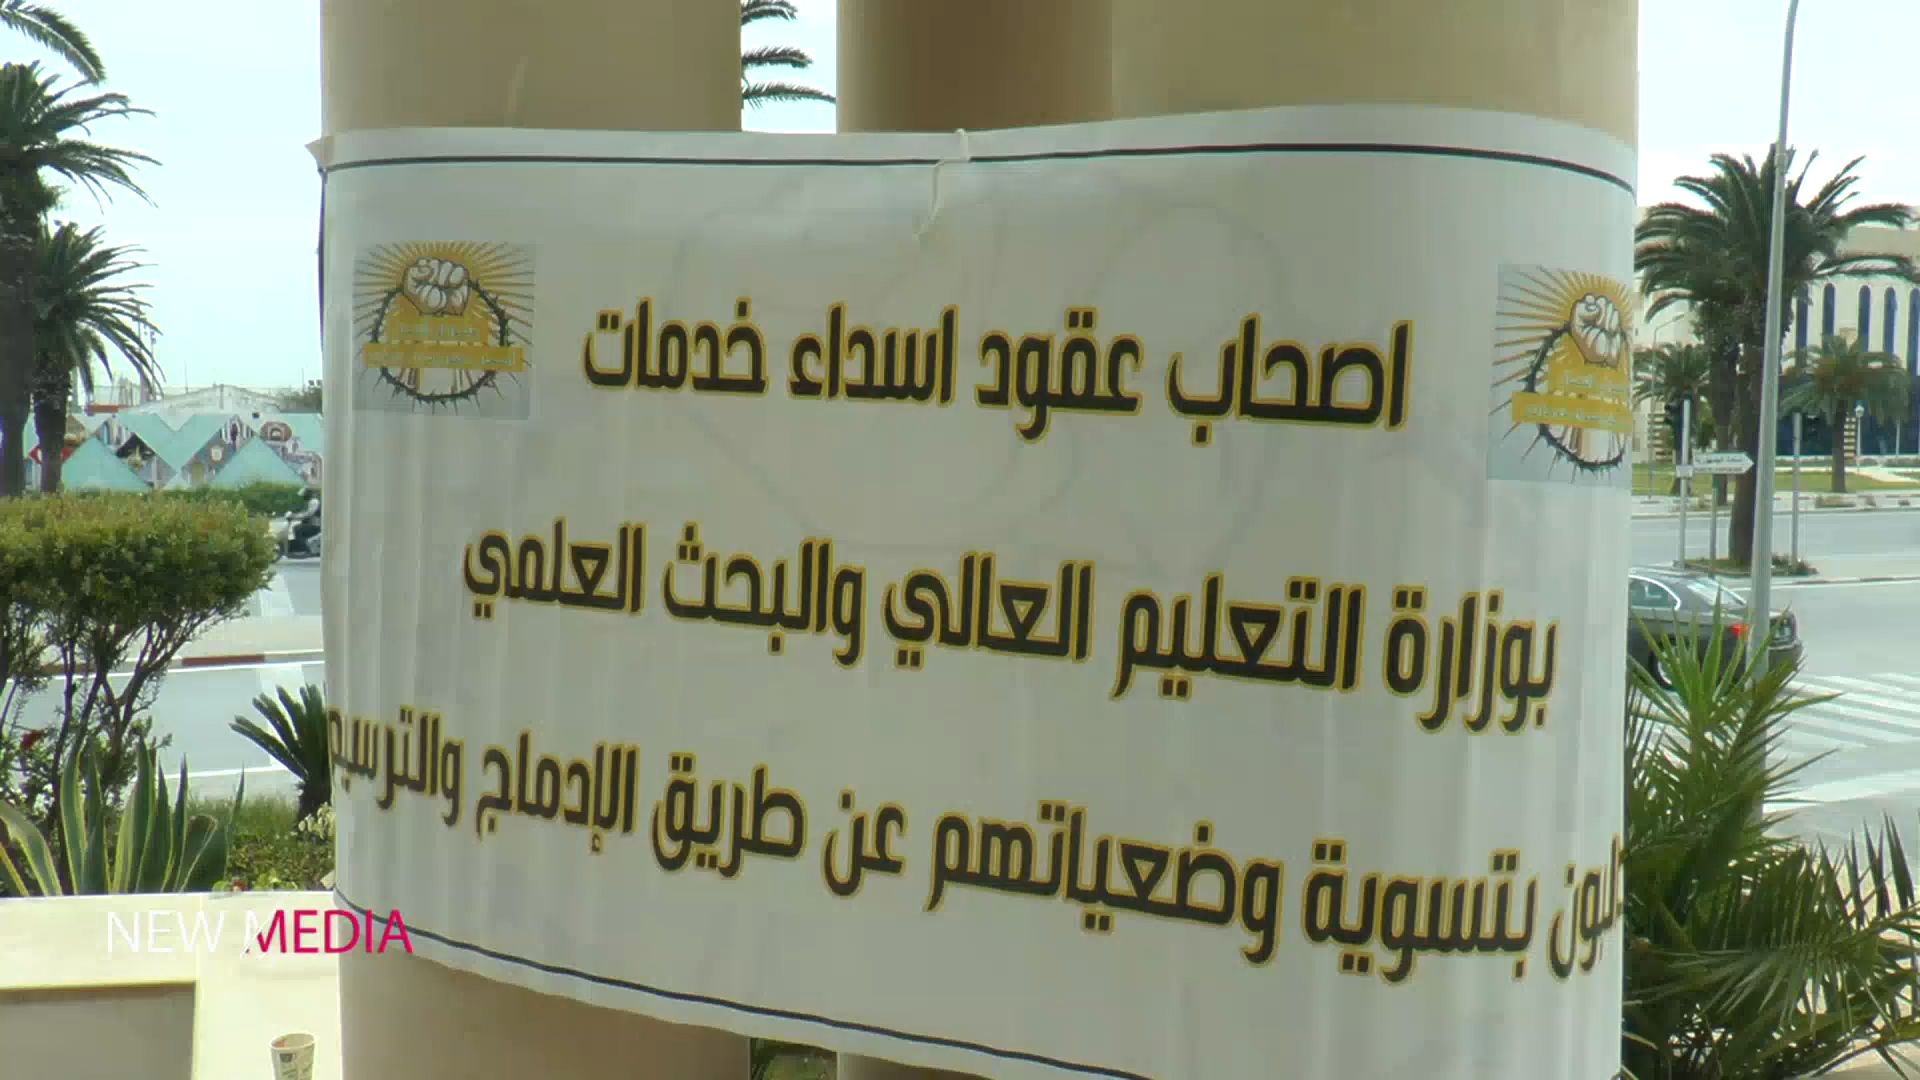 اصحاب عقود اسداء خدمات
بوزارة التعليم العالي والبحث العلمي
بتسوية وضعياتهم عن طريق الإدماج
NEW MEDIA